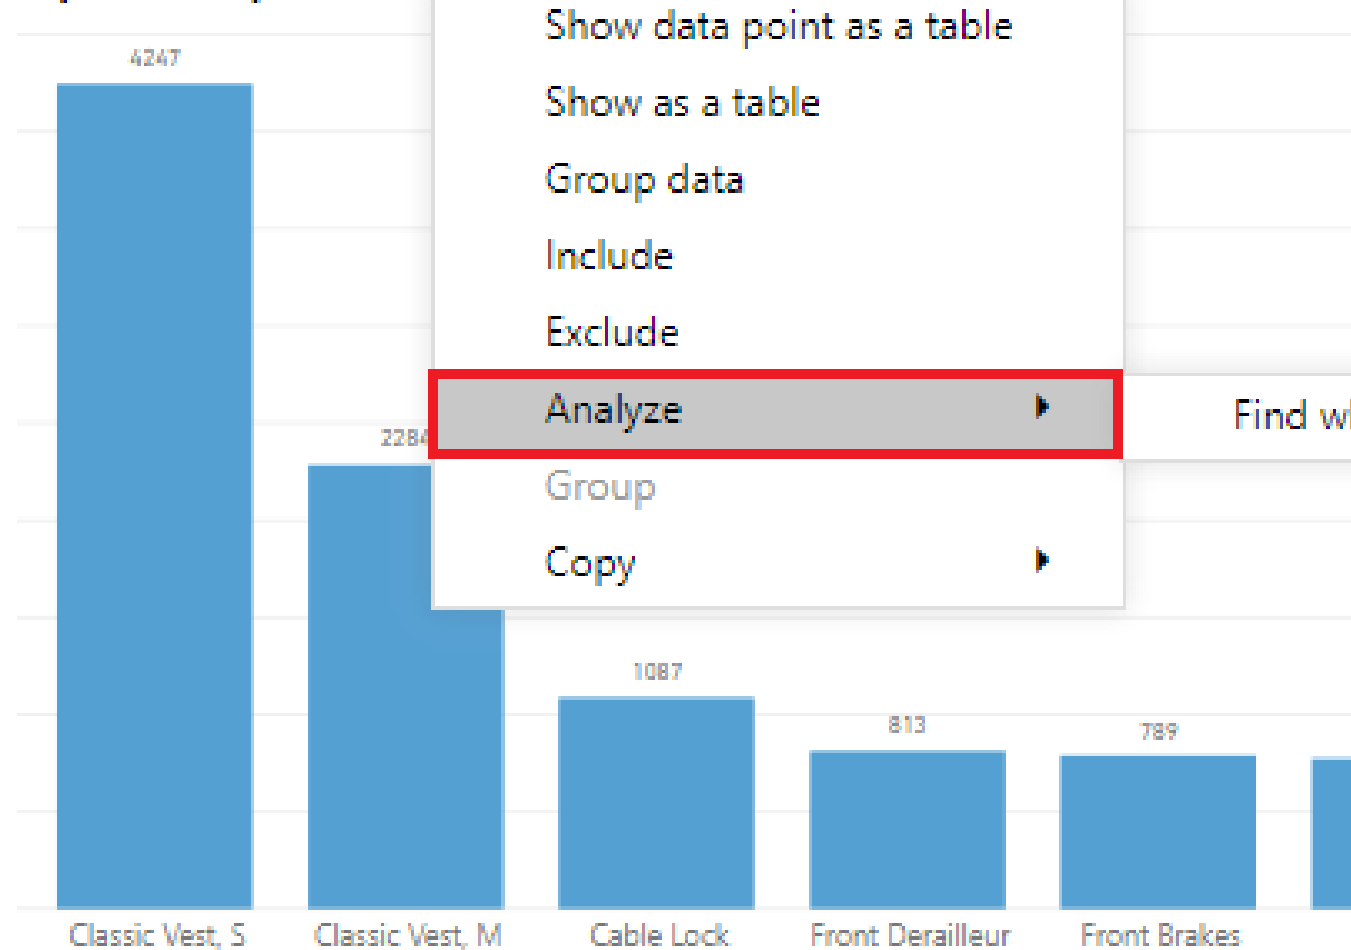 Show data point as a table
4247
Show as a table
Group data
Include
Exclude
Analyze
Find
2284
Group
Copy
1087
813
789
Classic Vest, S
Classic Vest, M
Cable Lock
Front Derailleur
Front Brakes